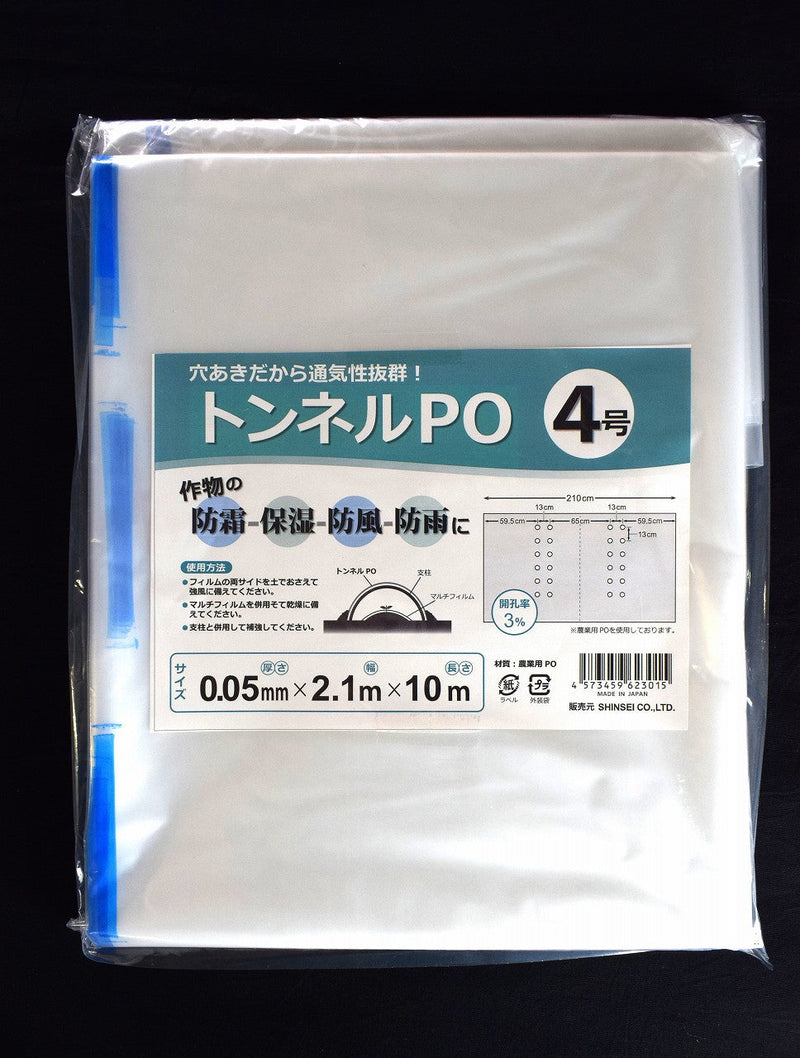 穴あきだから通気性抜群！
トンネルPO 4号
作物の
防霜-保湿-防風-防雨に
使用方法
●フィルムの両サイドを土でおさえて
強風に備えてください。
●マルチフィルムを併用そて乾燥に備
えてください。
●支柱と併用して補強してください。
トンネル PO
支柱
マルチフィルム
210cm
13cm
13cm
59.5cm
65cm
59.5cm
13cm
開孔率
3%
※農業用POを使用しております。
サイズ
厚さ 幅 長さ
0.05mm×2.1m×10m
材質：農業用 PO
紙
ラベル
プラ
外装袋
4 573459 623015
MADE IN JAPAN
販売元 SHINSEI CO.,LTD.